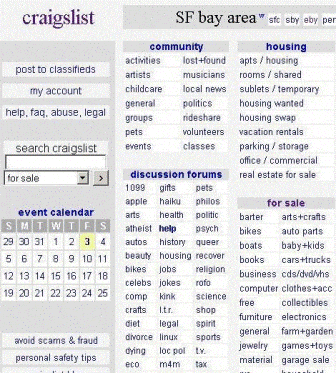 craigslist
post to classifieds
my account
help, faq, abuse, legal
search craigslist
for sale >
event calendar
S M T W T F S
29 30 31 1 2 3 4
5 6 7 8 9 10 11
12 13 14 15 16 17 18
19 20 21 22 23 24 25
avoid scams & fraud
personal safety tips
SF bay area w sfc sby eby pen
community
activities lost+found
artists musicians
childcare local news
general politics
groups rideshare
pets volunteers
events classes
discussion forums
1099 gifts pets
apple haiku philos
arts health politic
atheist help psych
autos history queer
beauty housing recover
bikes jobs religion
celebs jokes rofo
comp kink science
crafts l.t.r. shop
diet legal spirit
divorce linux sports
dying loc pol t.v.
eco m4m tax
housing
apts / housing
rooms / shared
sublets / temporary
housing wanted
housing swap
vacation rentals
parking / storage
office / commercial
real estate for sale
for sale
barter arts+crafts
bikes auto parts
boats baby+kids
books cars+trucks
business cds/dvd/vhs
computer clothes+acc
free collectibles
furniture electronics
general farm+garden
jewelry games+toys
material garage sale